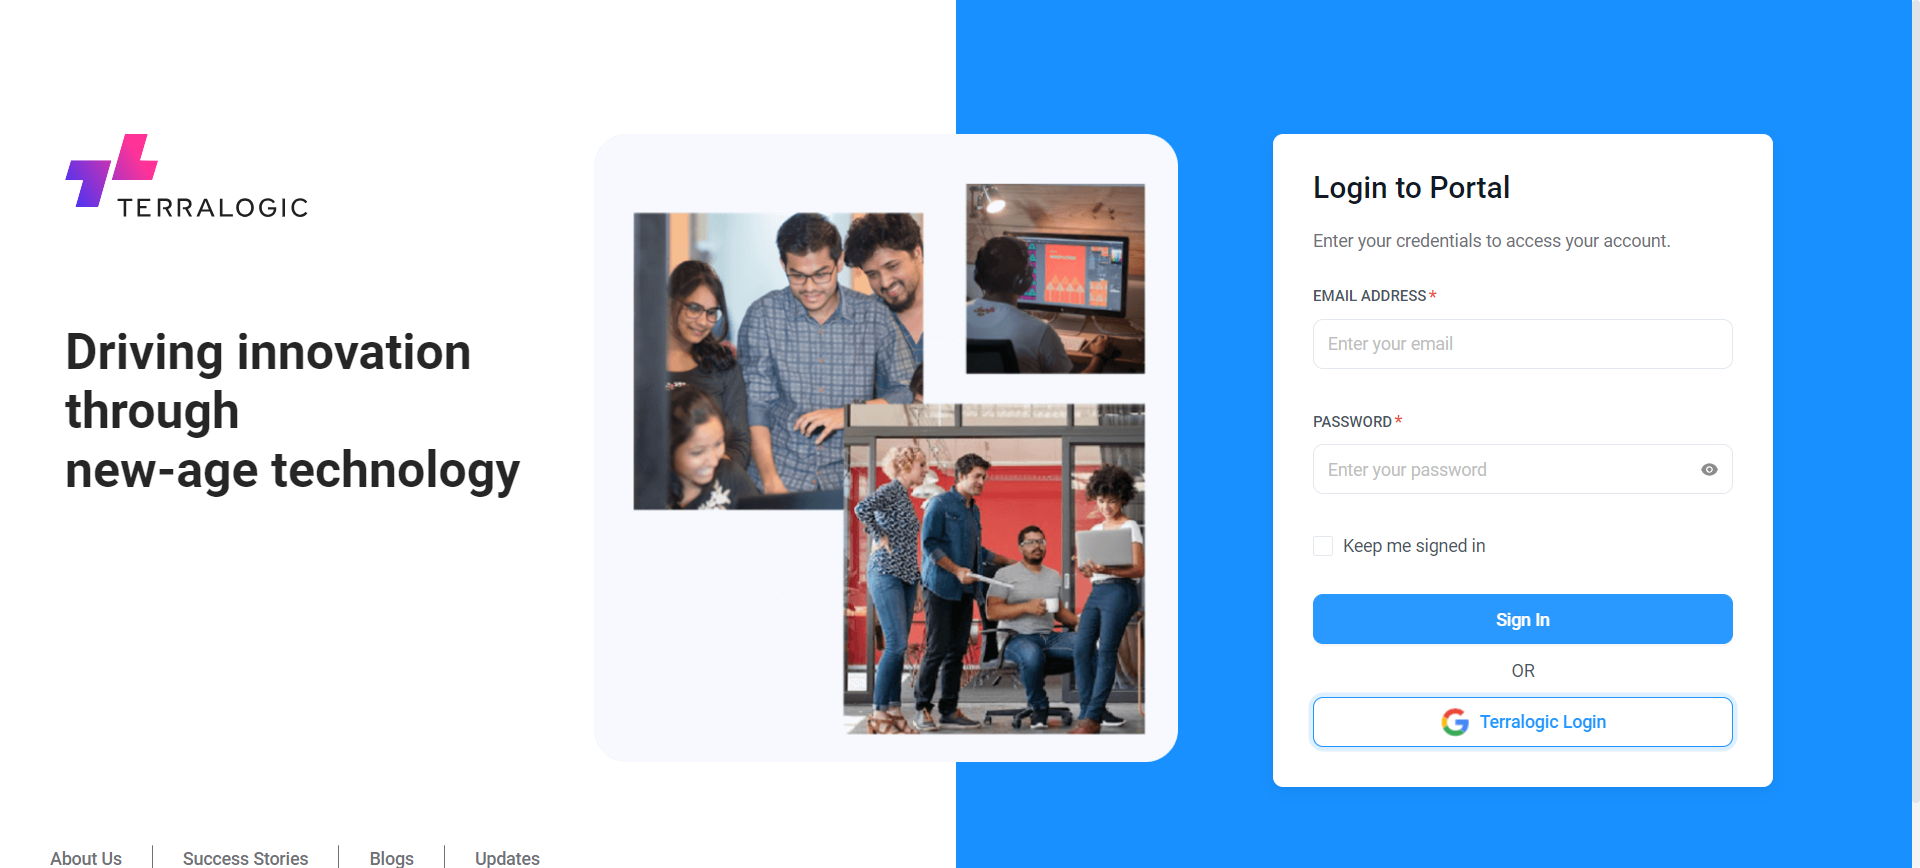 TERRALOGIC
Driving innovation
through
new-age technology
Login to Portal
Enter your credentials to access your account.
EMAIL ADDRESS*
Enter your email
PASSWORD*
Enter your password
Keep me signed in
Sign In
OR
Terralogic Login
About Us
Success Stories
Blogs
Updates